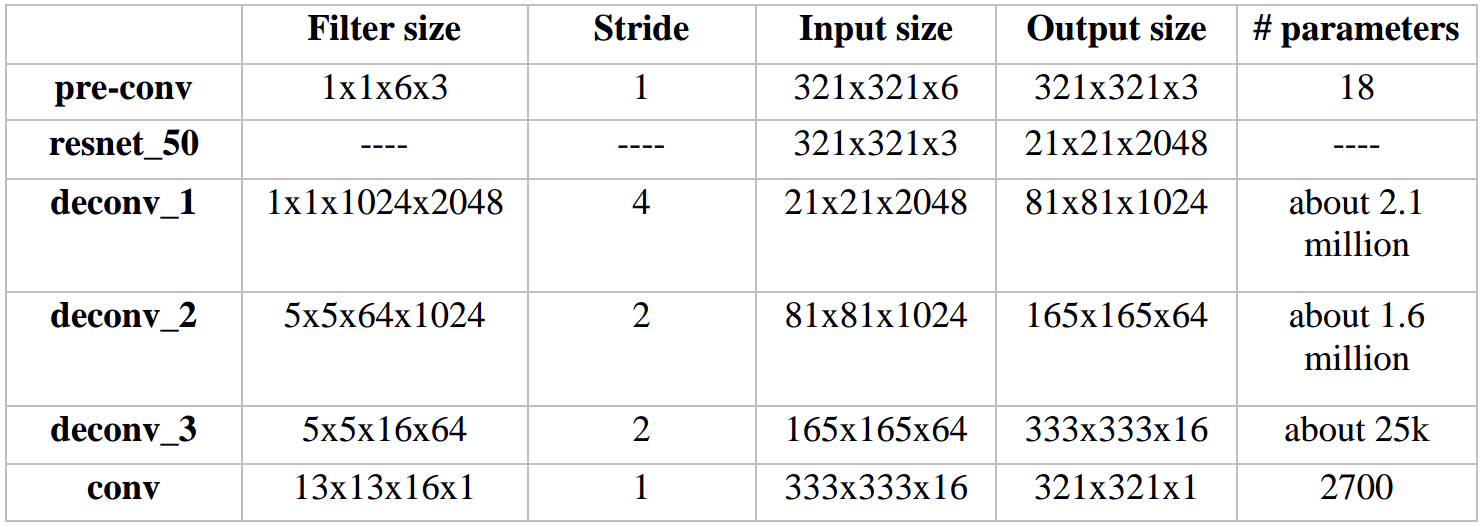 Filter size Stride Input size Output size # parameters
pre-conv 1x1x6x3 1 321x321x6 321x321x3 18
resnet_50 ---- ---- 321x321x3 21x21x2048 ----
deconv_1 1x1x1024x2048 4 21x21x2048 81x81x1024 about 2.1
million
deconv_2 5x5x64x1024 2 81x81x1024 165x165x64 about 1.6
million
deconv_3 5x5x16x64 2 165x165x64 333x333x16 about 25k
conv 13x13x16x1 1 333x333x16 321x321x1 2700